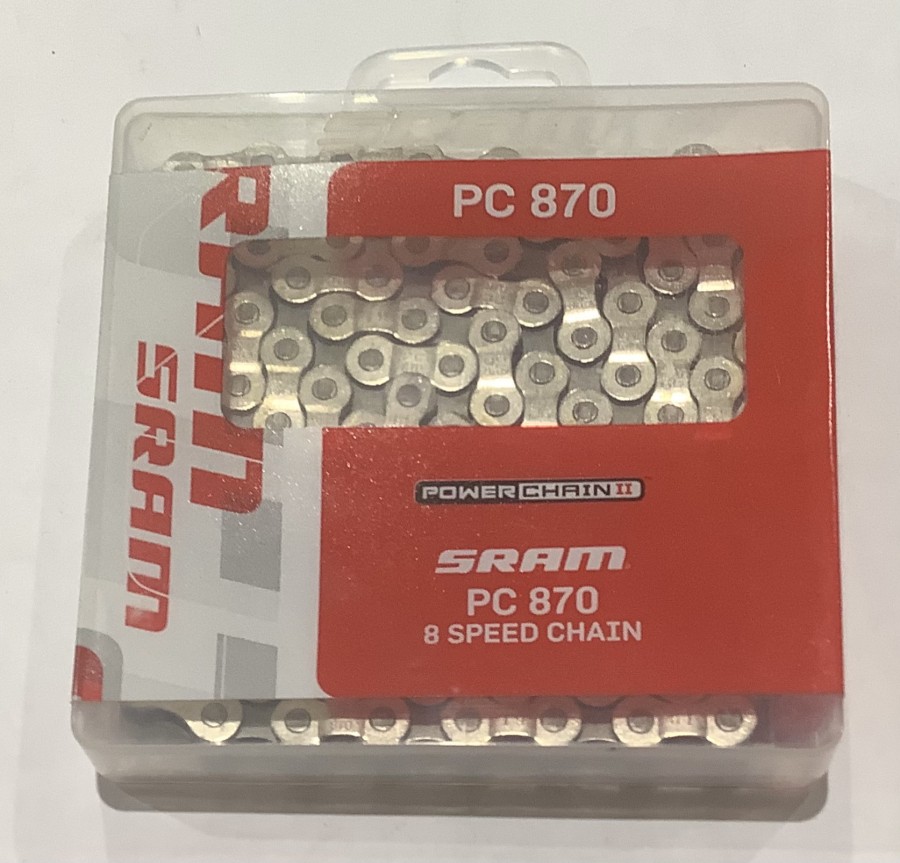 PC 870
SRAM
POWERCHAIN II
SRAM
PC 870
8 SPEED CHAIN